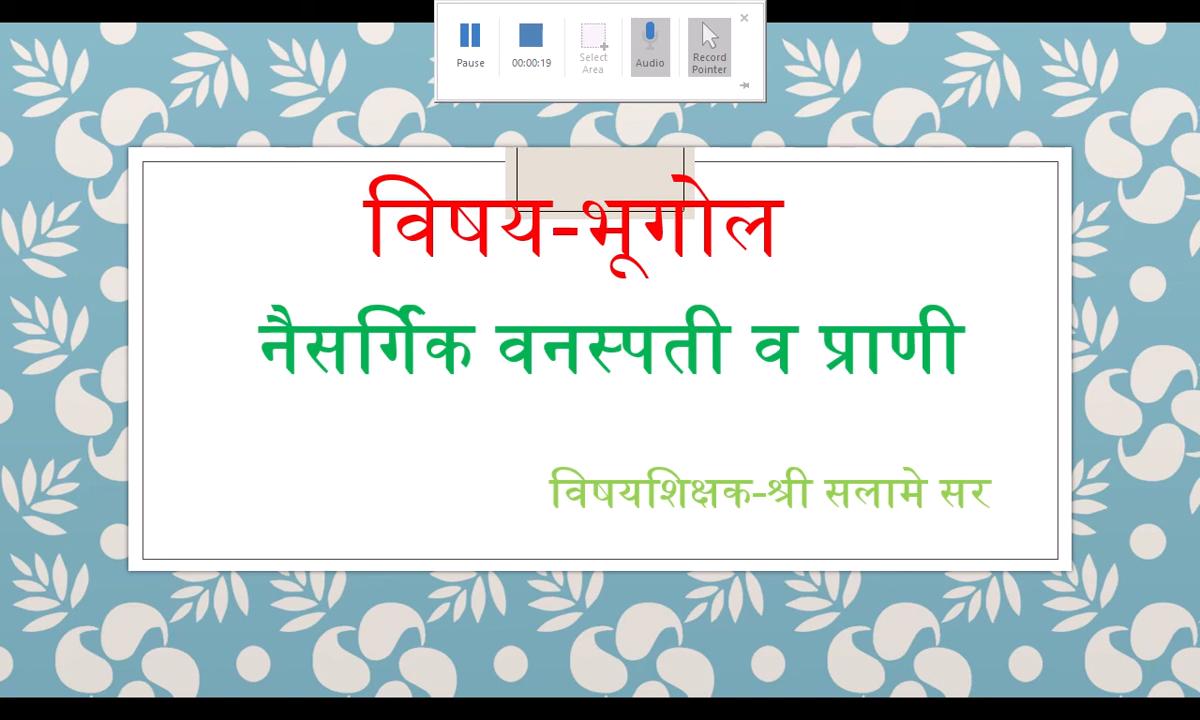 Pause
00:00:19
Select
Area
Audio
Record
Pointer
विषय-भूगोल
नैसर्गिक वनस्पती व प्राणी
विषयशिक्षक-श्री सलामे सर